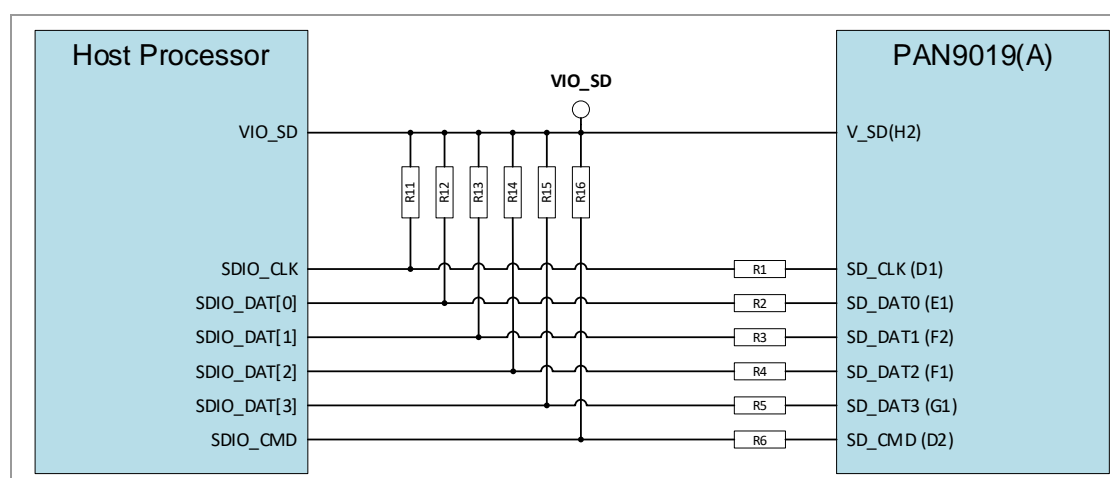 Host Processor
PAN9019(A)
VIO_SD
VIO_SD
V_SD(H2)
R11
R12
R13
R14
R15
R16
SDIO_CLK
R1
SD_CLK (D1)
SDIO_DAT[0]
R2
SD_DAT0 (E1)
SDIO_DAT[1]
R3
SD_DAT1 (F2)
SDIO_DAT[2]
R4
SD_DAT2 (F1)
SDIO_DAT[3]
R5
SD_DAT3 (G1)
SDIO_CMD
R6
SD_CMD (D2)